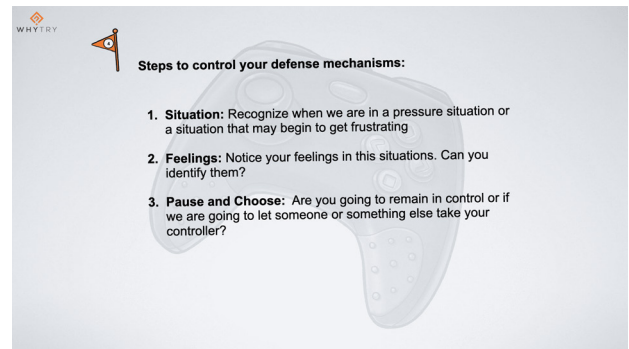 WHYTRY
4
Steps to control your defense mechanisms:
1. Situation: Recognize when we are in a pressure situation or
a situation that may begin to get frustrating
2. Feelings: Notice your feelings in this situations. Can you
identify them?
3. Pause and Choose: Are you going to remain in control or if
we are going to let someone or something else take your
controller?